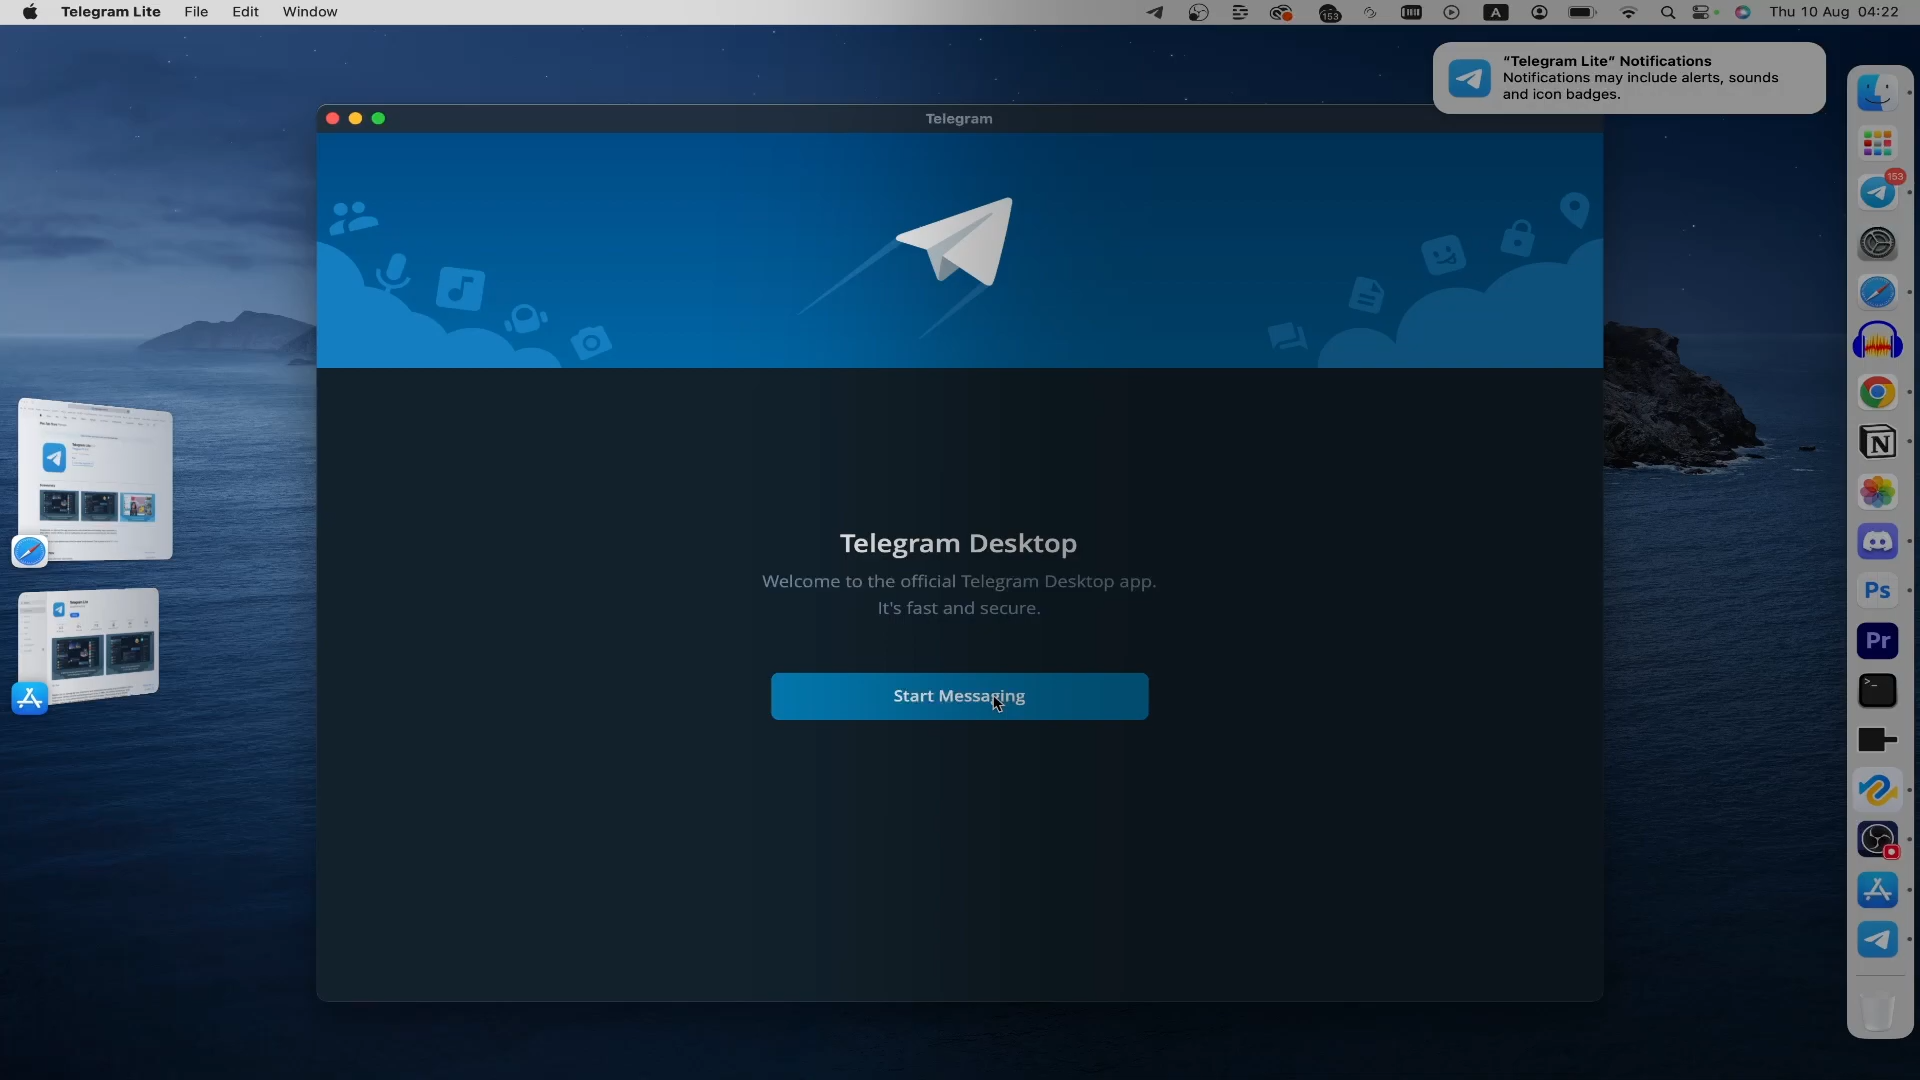 Telegram Lite File Edit Window
153 A Thu 10 Aug 04:22
“Telegram Lite” Notifications
Notifications may include alerts, sounds
and icon badges.
Telegram
153
Telegram Desktop
Welcome to the official Telegram Desktop app.
It's fast and secure.
Start Messaging
N
Ps
Pr
>_